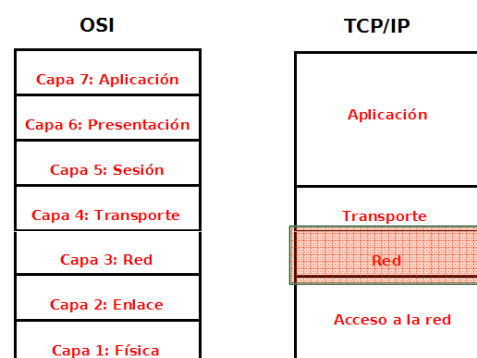 OSI
Capa 7: Aplicación
Capa 6: Presentación
Capa 5: Sesión
Capa 4: Transporte
Capa 3: Red
Capa 2: Enlace
Capa 1: Física
TCP/IP
Aplicación
Transporte
Red
Acceso a la red